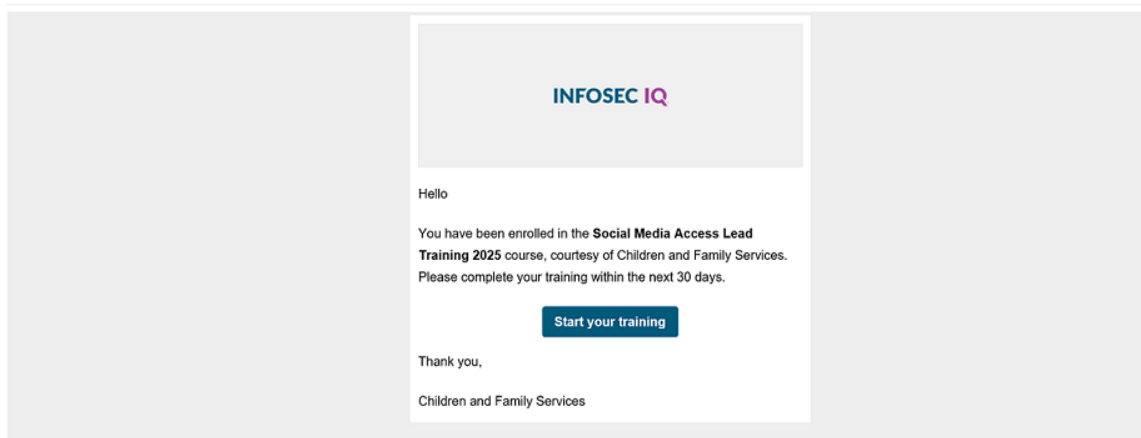 INFOSEC IQ
Hello
You have been enrolled in the Social Media Access Lead
Training 2025 course, courtesy of Children and Family Services.
Please complete your training within the next 30 days.
Start your training
Thank you,
Children and Family Services